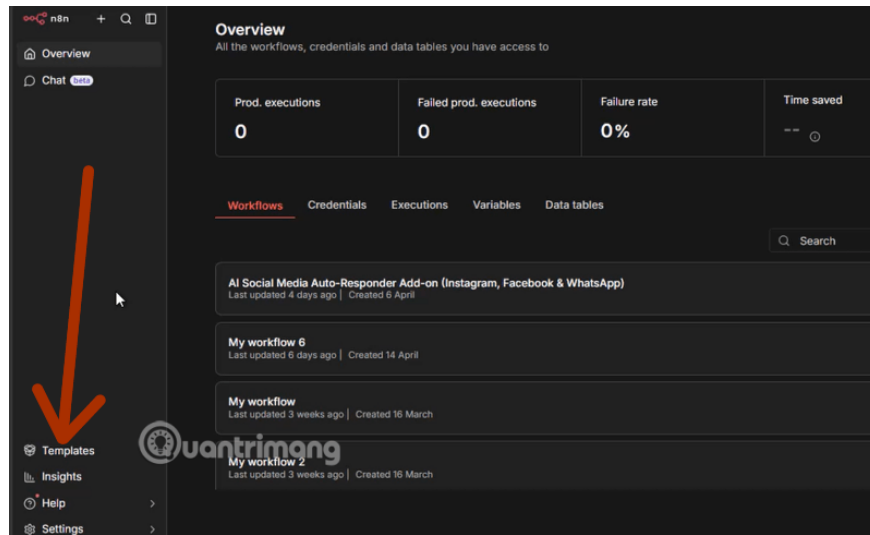 n8n
Overview
Chat beta
Templates
Insights
Help
Settings
Overview
All the workflows, credentials and data tables you have access to
Prod. executions
0
Failed prod. executions
0
Failure rate
0%
Time saved
--
Workflows Credentials Executions Variables Data tables
Search
AI Social Media Auto-Responder Add-on (Instagram, Facebook & WhatsApp)
Last updated 4 days ago | Created 6 April
My workflow 6
Last updated 6 days ago | Created 14 April
My workflow
Last updated 3 weeks ago | Created 16 March
My workflow 2
Last updated 3 weeks ago | Created 16 March
Quantrimang